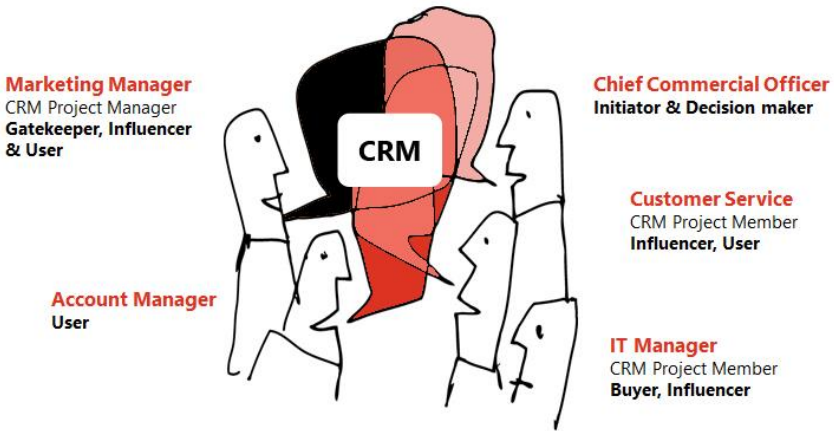 Marketing Manager
CRM Project Manager
Gatekeeper, Influencer
& User
Account Manager
User
CRM
Chief Commercial Officer
Initiator & Decision maker
Customer Service
CRM Project Member
Influencer, User
IT Manager
CRM Project Member
Buyer, Influencer